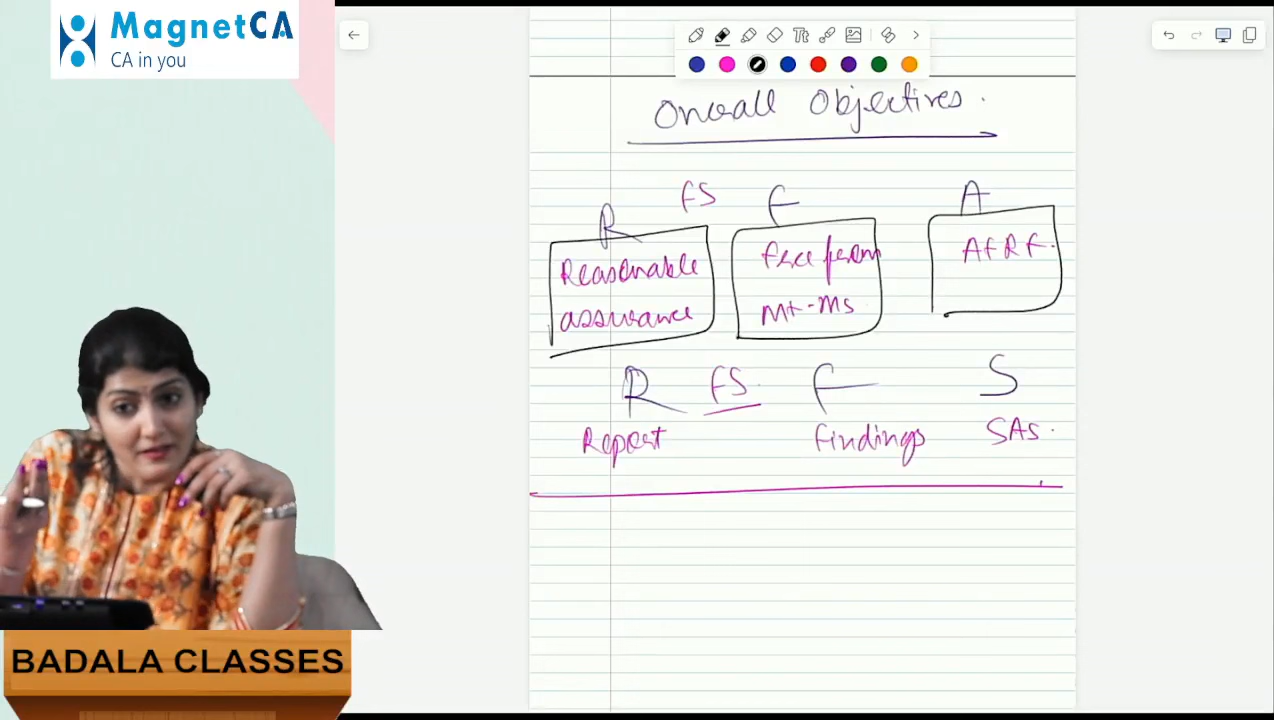 MagnetCA
CA in you
Overall Objectives.
R FS F A
Reasonable
assurance
free from
Mt-Ms
AFRF.
R FS F S
Report findings SAs.
BADALA CLASSES